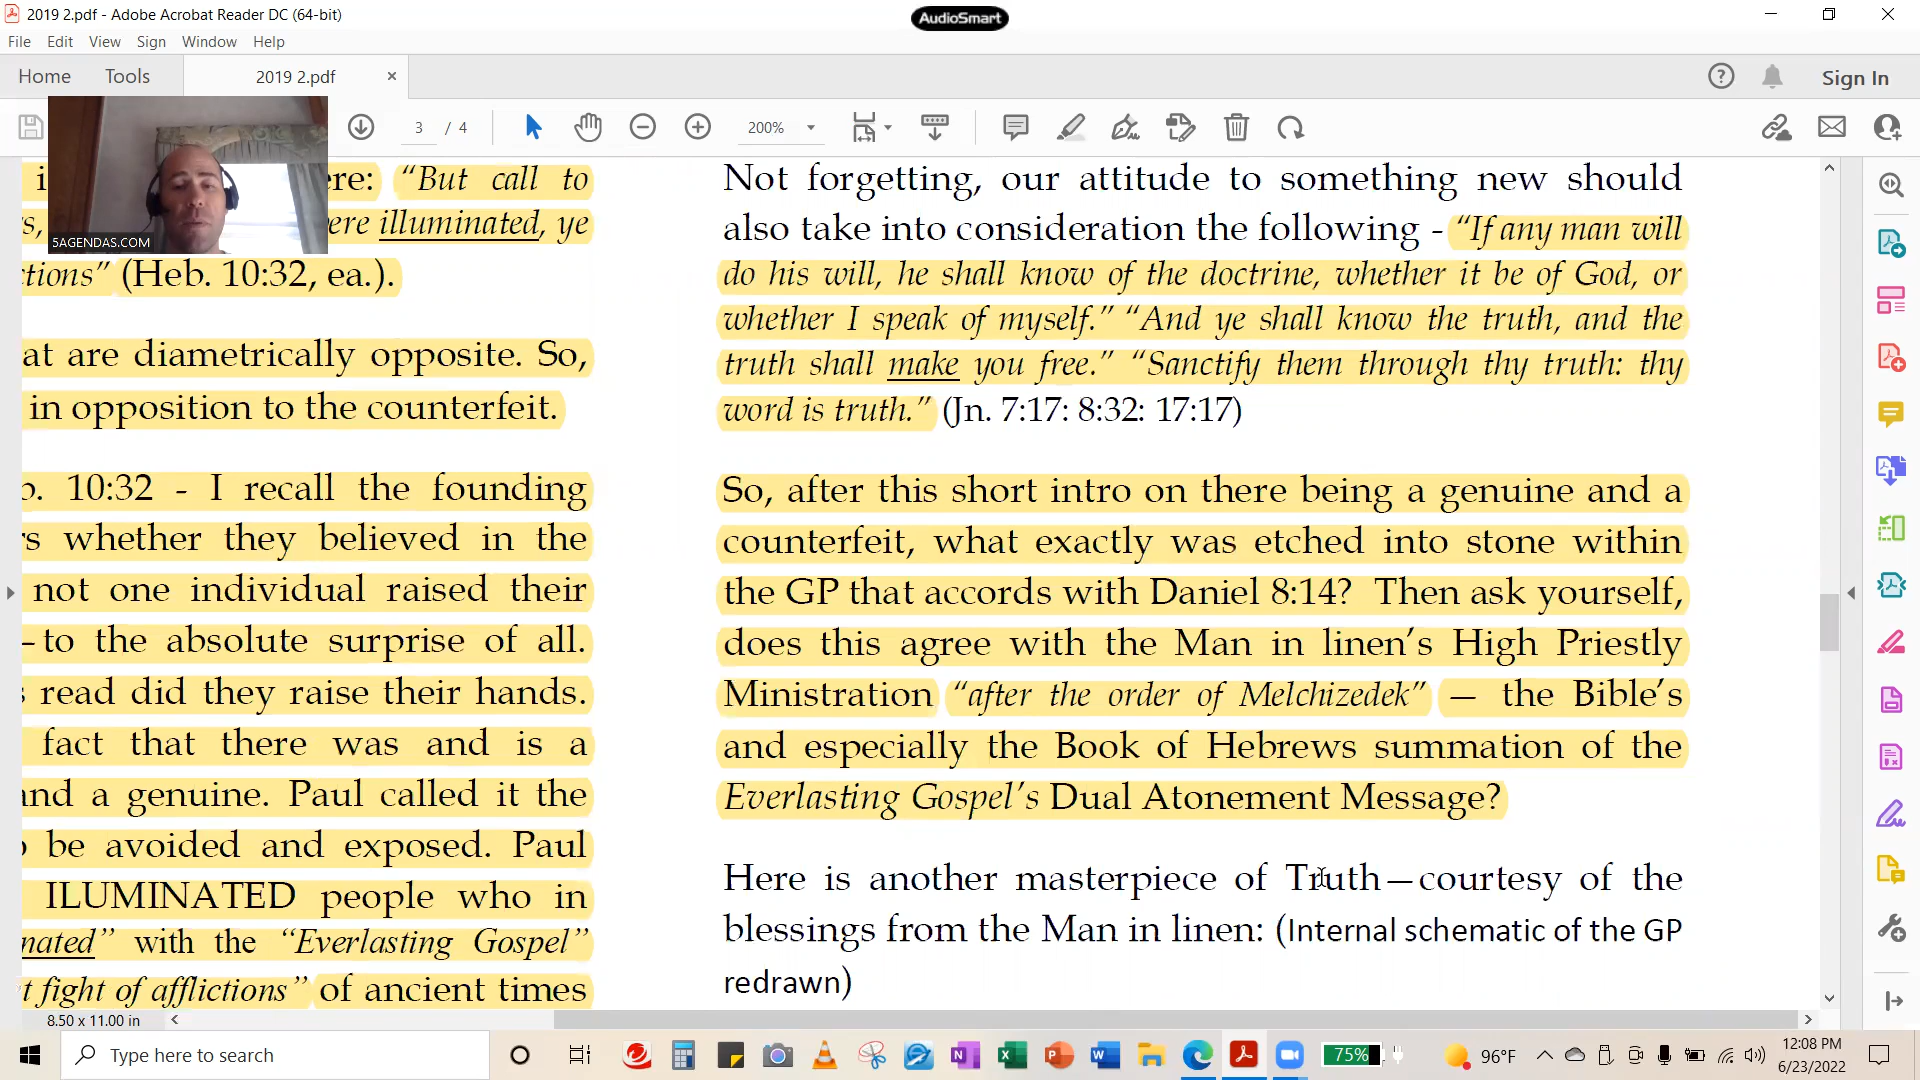 2019 2.pdf - Adobe Acrobat Reader DC (64-bit)
AudioSmart
File Edit View Sign Window Help
Home Tools 2019 2.pdf ×
Sign In
3 / 4
200%
5AGENDAS.COM
ere: “But call to
ere illuminated, ye
ctions” (Heb. 10:32, ea.).
at are diametrically opposite. So,
in opposition to the counterfeit.
10:32 - I recall the founding
whether they believed in the
not one individual raised their
–to the absolute surprise of all.
read did they raise their hands.
fact that there was and is a
and a genuine. Paul called it the
be avoided and exposed. Paul
ILUMINATED people who in
nated” with the “Everlasting Gospel”
t fight of afflictions” of ancient times
Not forgetting, our attitude to something new should
also take into consideration the following - “If any man will
do his will, he shall know of the doctrine, whether it be of God, or
whether I speak of myself.” “And ye shall know the truth, and the
truth shall make you free.” “Sanctify them through thy truth: thy
word is truth.” (Jn. 7:17: 8:32: 17:17)
So, after this short intro on there being a genuine and a
counterfeit, what exactly was etched into stone within
the GP that accords with Daniel 8:14? Then ask yourself,
does this agree with the Man in linen’s High Priestly
Ministration “after the order of Melchizedek” — the Bible’s
and especially the Book of Hebrews summation of the
Everlasting Gospel’s Dual Atonement Message?
Here is another masterpiece of Truth—courtesy of the
blessings from the Man in linen: (Internal schematic of the GP
redrawn)
8.50 x 11.00 in
Type here to search
75%
96°F
12:08 PM
6/23/2022